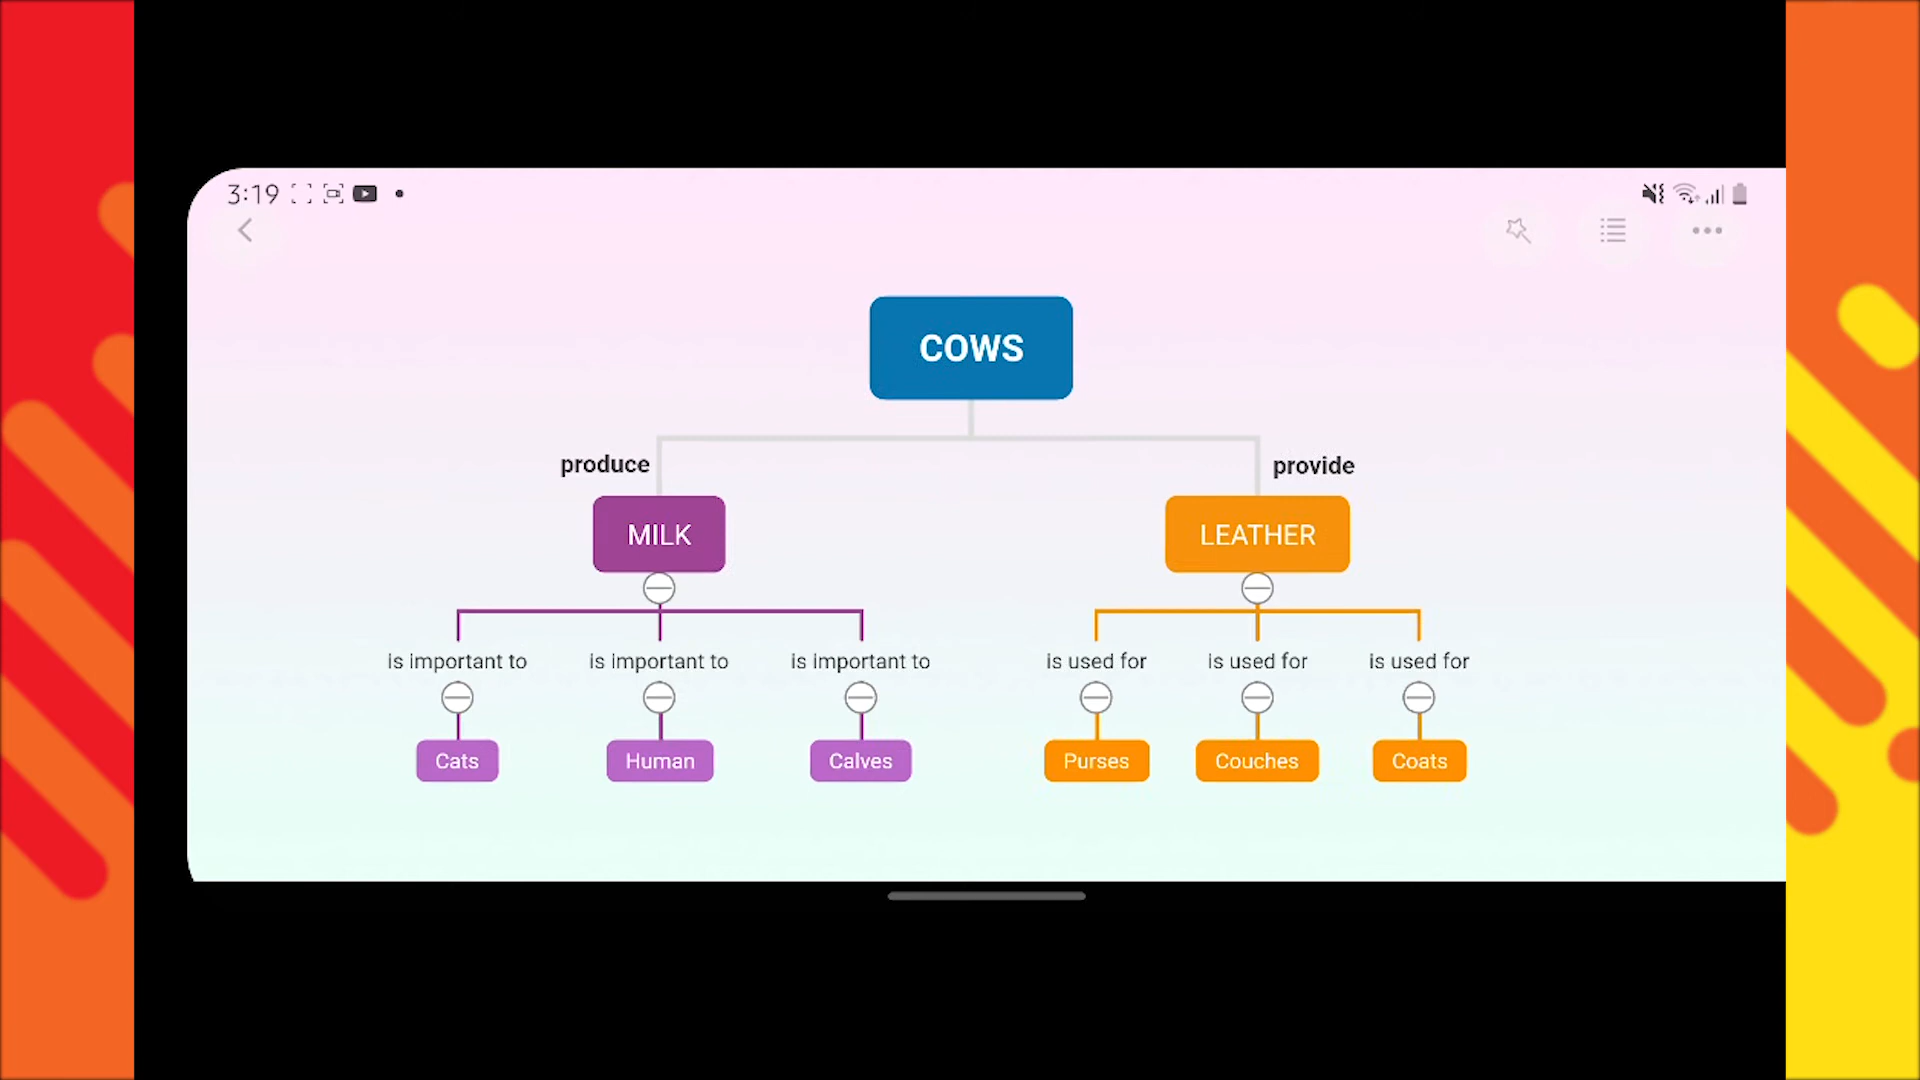 3:19
COWS
produce
provide
MILK
LEATHER
is important to
is important to
is important to
is used for
is used for
is used for
Cats
Human
Calves
Purses
Couches
Coats